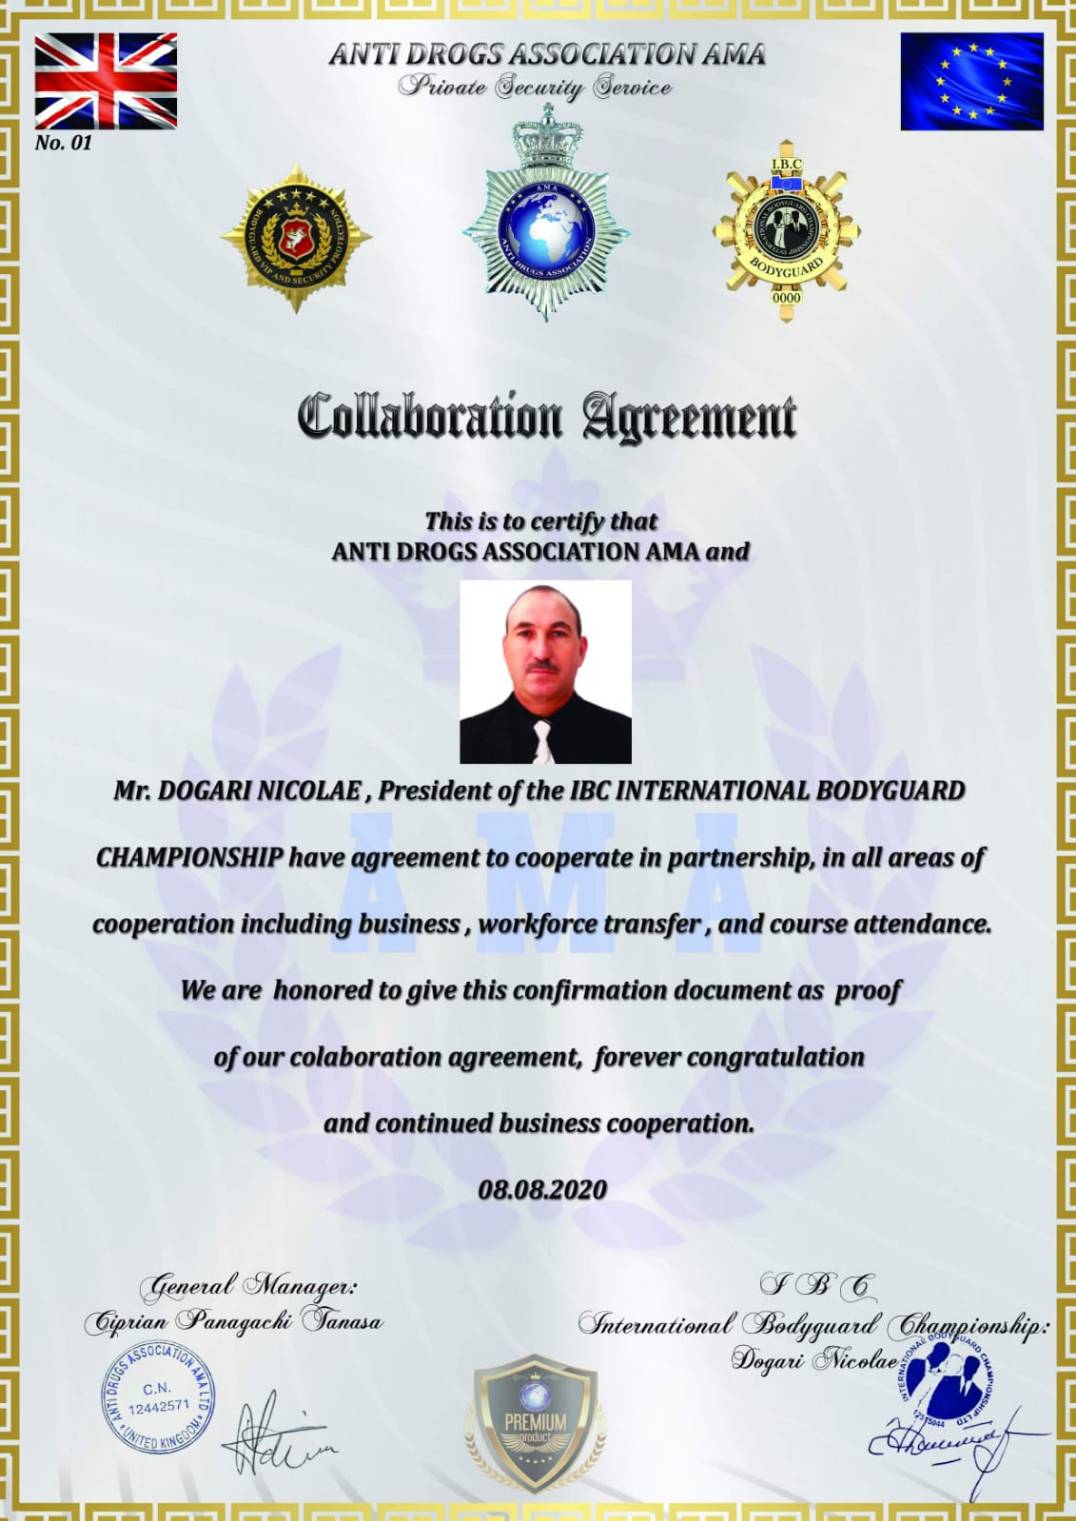 ANTI DROGS ASSOCIATION AMA
Private Security Service
No. 01
BODYGUARD VIP AND SECURITY PROTECTION
AMA
ANTI DRUGS ASSOCIATION
I.B.C
INTERNATIONAL BODYGUARD CHAMPIONSHIP
BODYGUARD
0000
Collaboration Agreement
This is to certify that
ANTI DROGS ASSOCIATION AMA and
Mr. DOGARI NICOLAE , President of the IBC INTERNATIONAL BODYGUARD
CHAMPIONSHIP have agreement to cooperate in partnership, in all areas of
cooperation including business , workforce transfer , and course attendance.
We are honored to give this confirmation document as proof
of our colaboration agreement, forever congratulation
and continued business cooperation.
08.08.2020
AMA
General Manager:
Ciprian Panagachi Tanasa
ANTI DRUGS ASSOCIATION AMA LTD
C.N.
12442571
UNITED KINGDOM
I B C
International Bodyguard Championship:
Dogari Nicolae
INTERNATIONAL BODYGUARD CHAMPIONSHIP LTD
PREMIUM
product